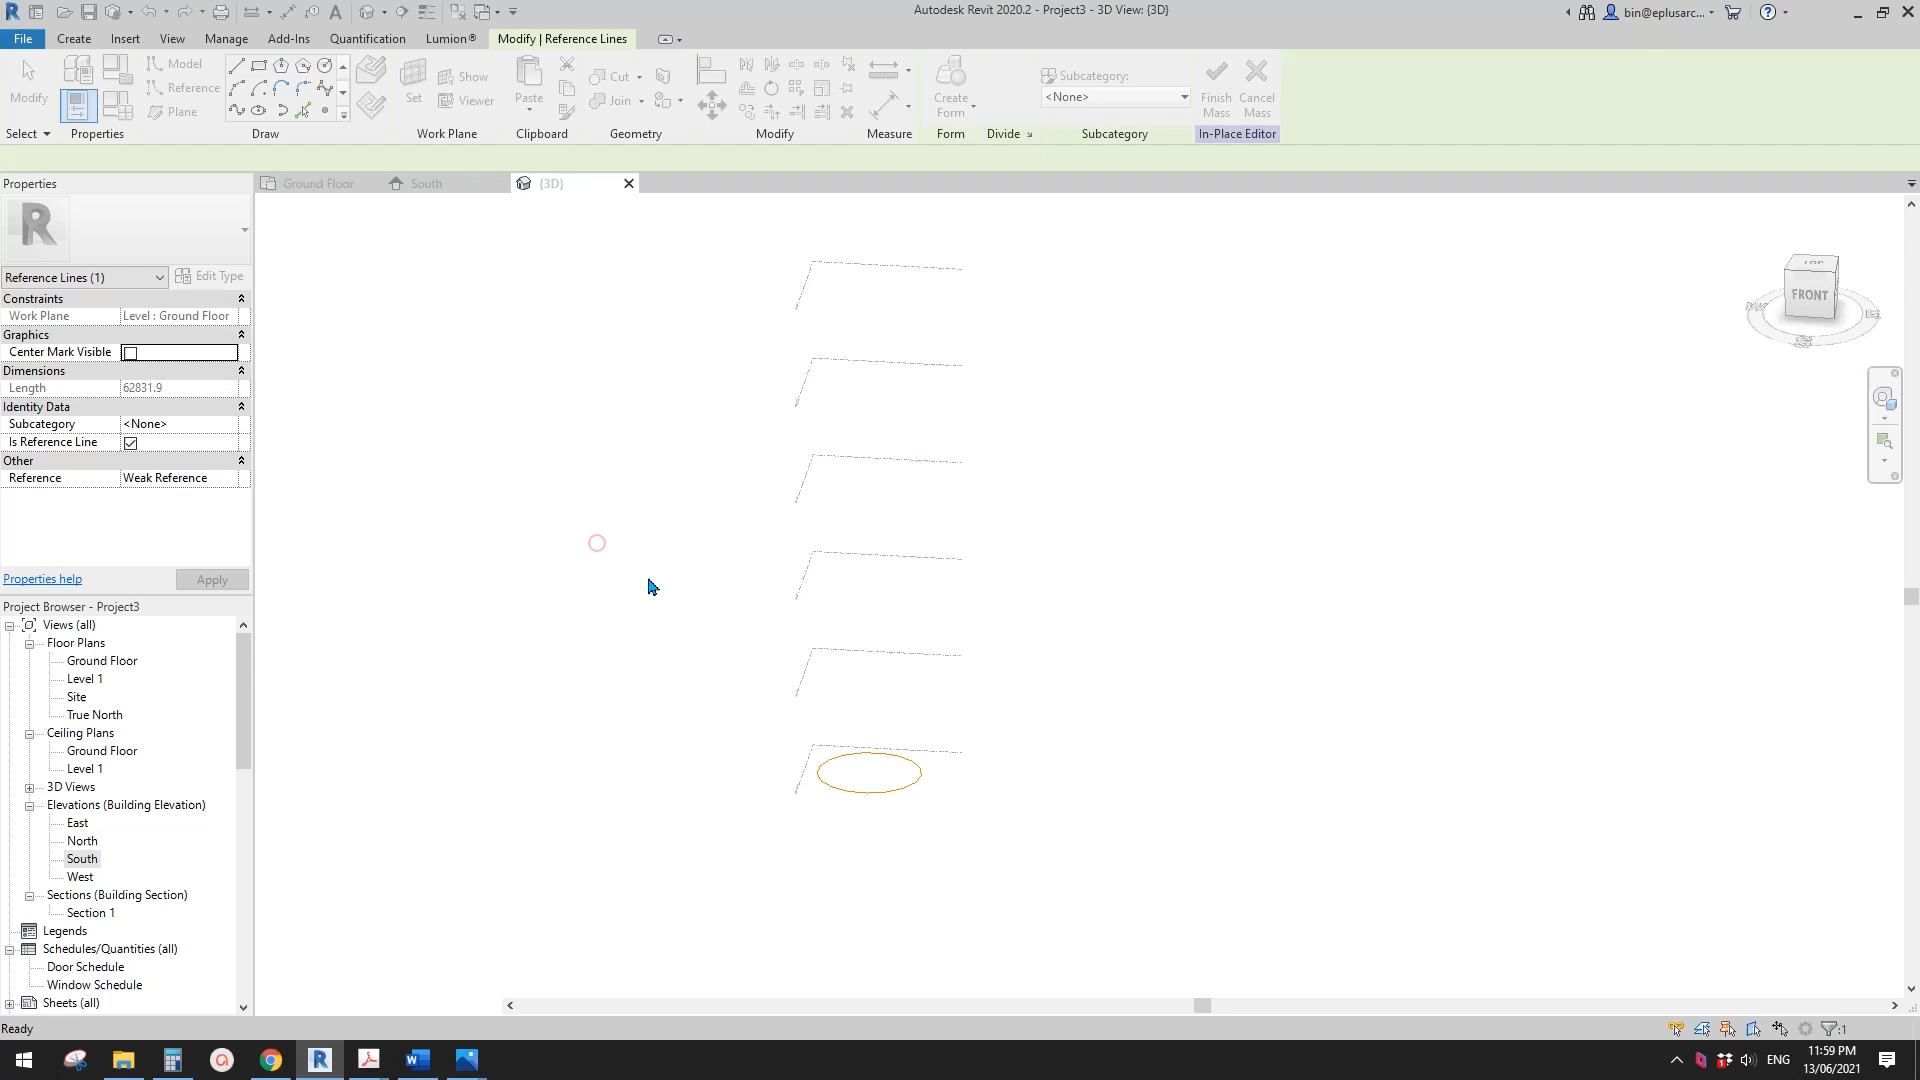 Autodesk Revit 2020.2 - Project3 - 3D View: {3D}
bin@eplusarc...
File Create Insert View Manage Add-Ins Quantification Lumion® Modify | Reference Lines
Modify
Model
Reference
Plane
Set
Show
Viewer
Paste
Cut
Join
Create
Form
Subcategory:
<None>
Finish
Mass
Cancel
Mass
Select Properties Draw Work Plane Clipboard Geometry Modify Measure Form Divide Subcategory In-Place Editor
Properties
Ground Floor South {3D}
R
Reference Lines (1) Edit Type
Constraints
Work Plane Level : Ground Floor
Graphics
Center Mark Visible
Dimensions
Length 62831.9
Identity Data
Subcategory <None>
Is Reference Line
Other
Reference Weak Reference
Properties help Apply
Project Browser - Project3
Views (all)
Floor Plans
Ground Floor
Level 1
Site
True North
Ceiling Plans
Ground Floor
Level 1
3D Views
Elevations (Building Elevation)
East
North
South
West
Sections (Building Section)
Section 1
Legends
Schedules/Quantities (all)
Door Schedule
Window Schedule
Sheets (all)
TOP
FRONT
Ready
:1
ENG
11:59 PM
13/06/2021